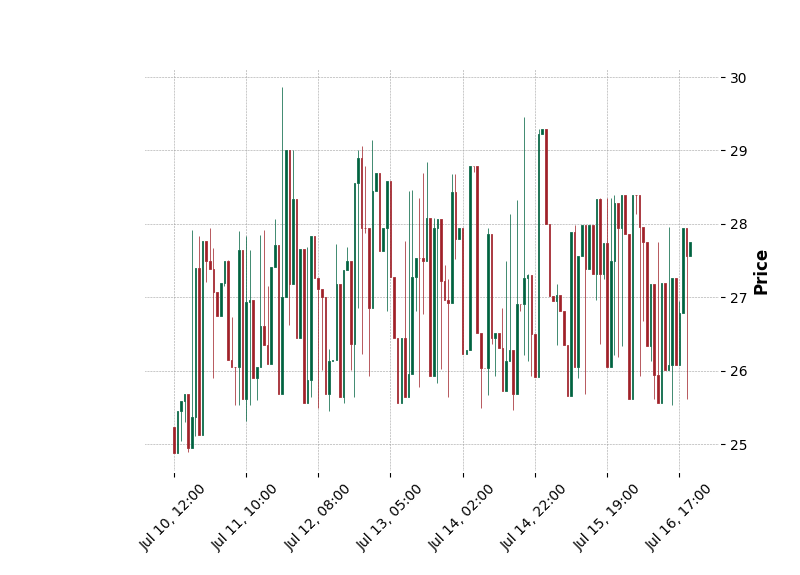 30
29
28
27
26
25
Price
Jul 10, 12:00
Jul 11, 10:00
Jul 12, 08:00
Jul 13, 05:00
Jul 14, 02:00
Jul 14, 22:00
Jul 15, 19:00
Jul 16, 17:00